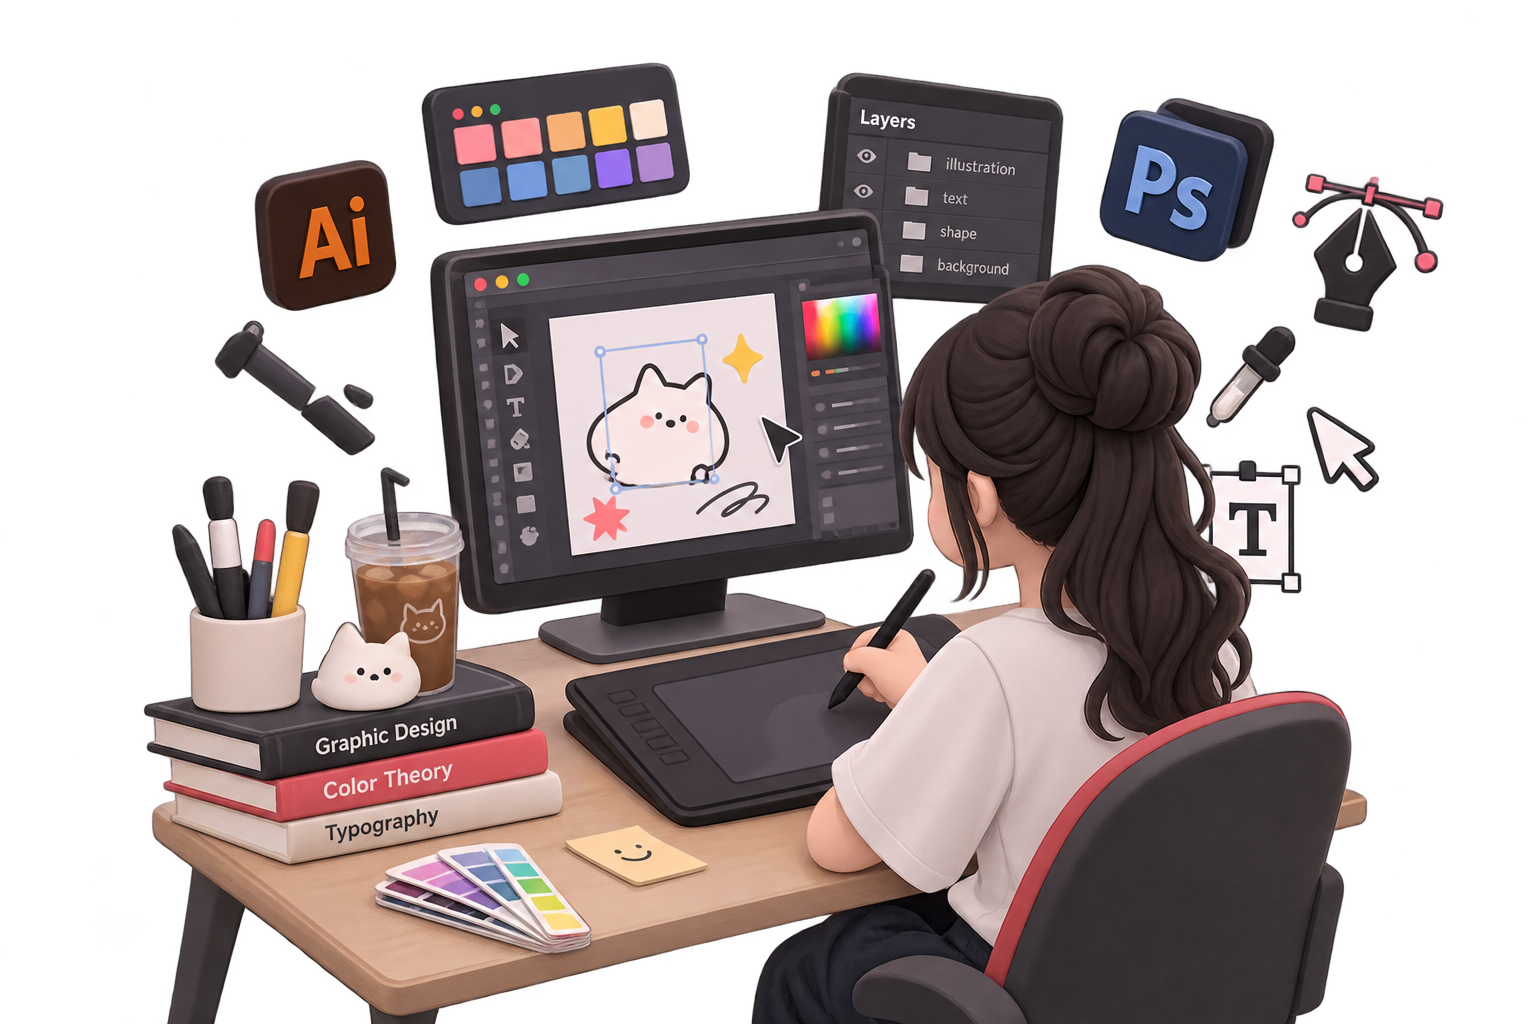 Ai
Layers
illustration
text
shape
background
Ps
T
T
Graphic Design
Color Theory
Typography